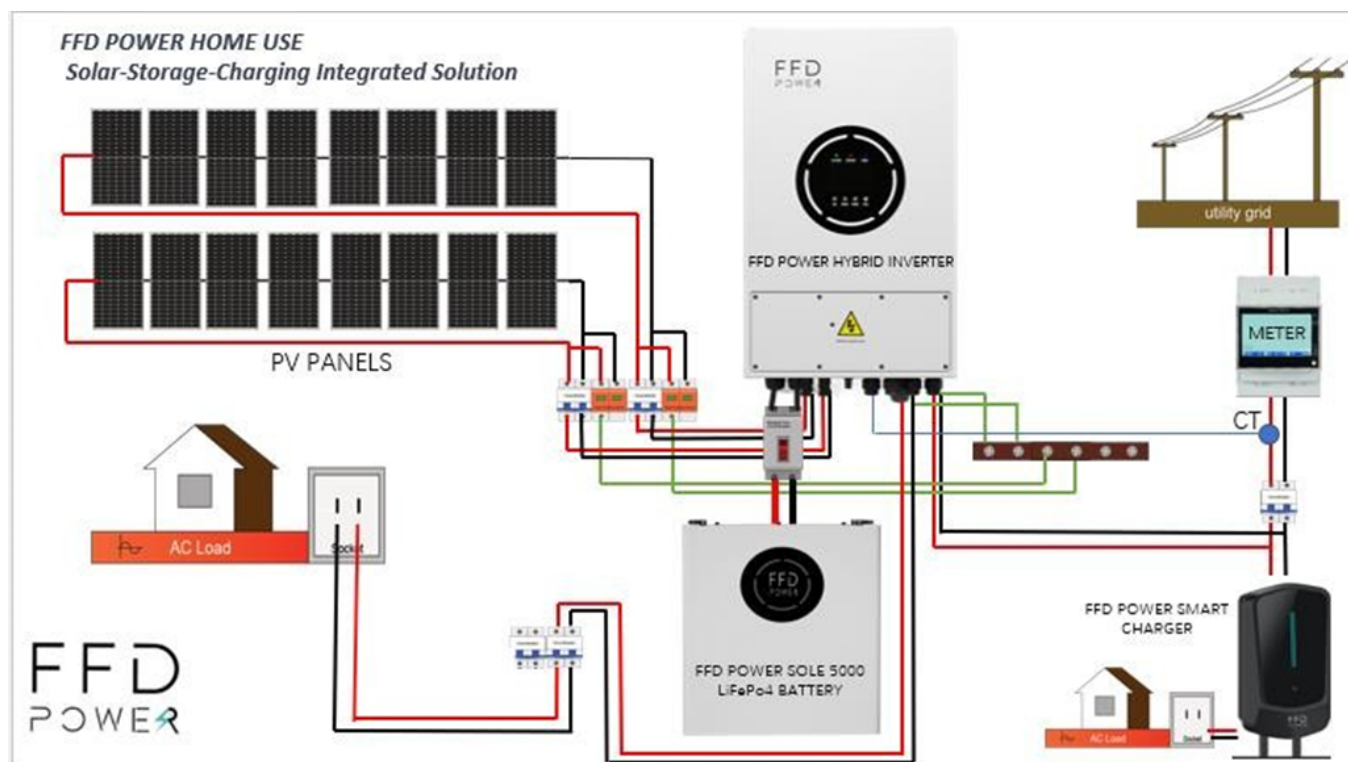 FFD POWER HOME USE
Solar-Storage-Charging Integrated Solution
FFD
POWER
FFD POWER HYBRID INVERTER
utility grid
METER
PV PANELS
CT
AC Load
Socket
FFD
POWER
FFD POWER SOLE 5000
LiFePo4 BATTERY
FFD POWER SMART
CHARGER
FFD
POWER
AC Load
Socket
FFD
POWER